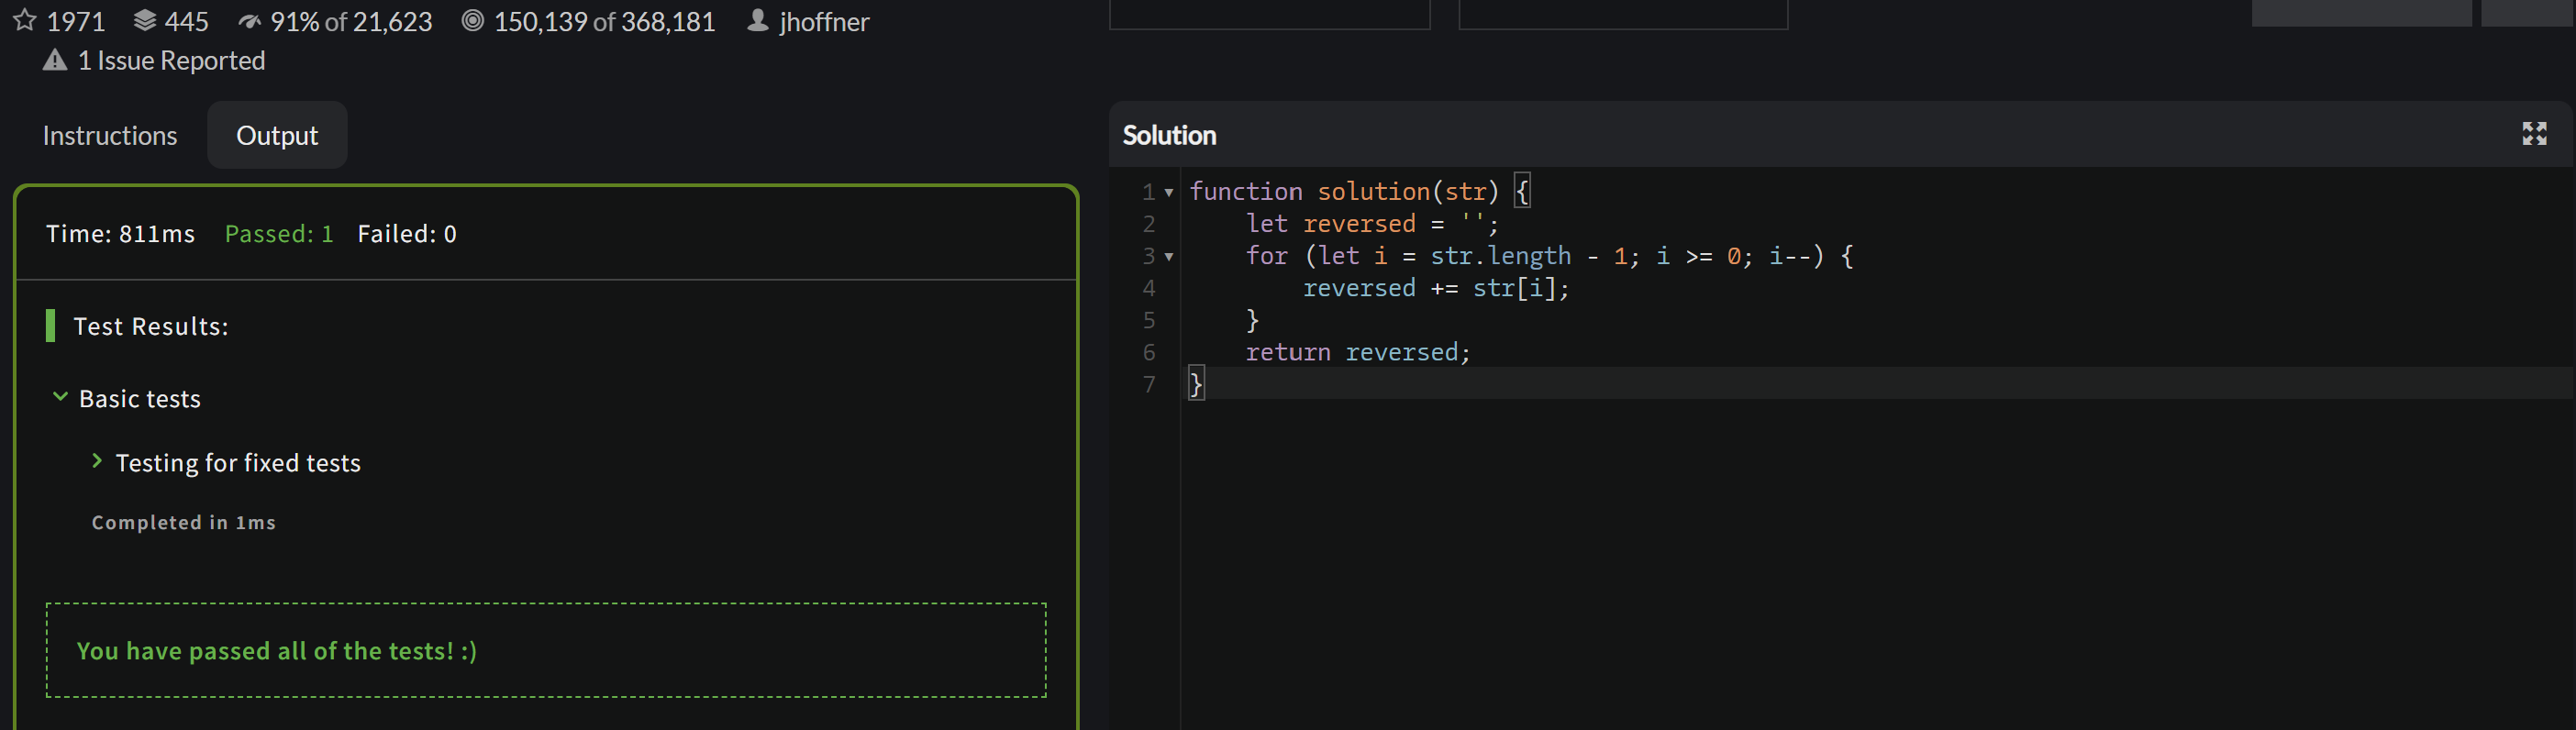 1971 445 91% of 21,623 150,139 of 368,181 jhoffner
1 Issue Reported
Instructions Output
Time: 811ms Passed: 1 Failed: 0
Test Results:
Basic tests
Testing for fixed tests
Completed in 1ms
You have passed all of the tests! :)
Solution
1 function solution(str) {
2     let reversed = '';
3     for (let i = str.length - 1; i >= 0; i--) {
4         reversed += str[i];
5     }
6     return reversed;
7 }